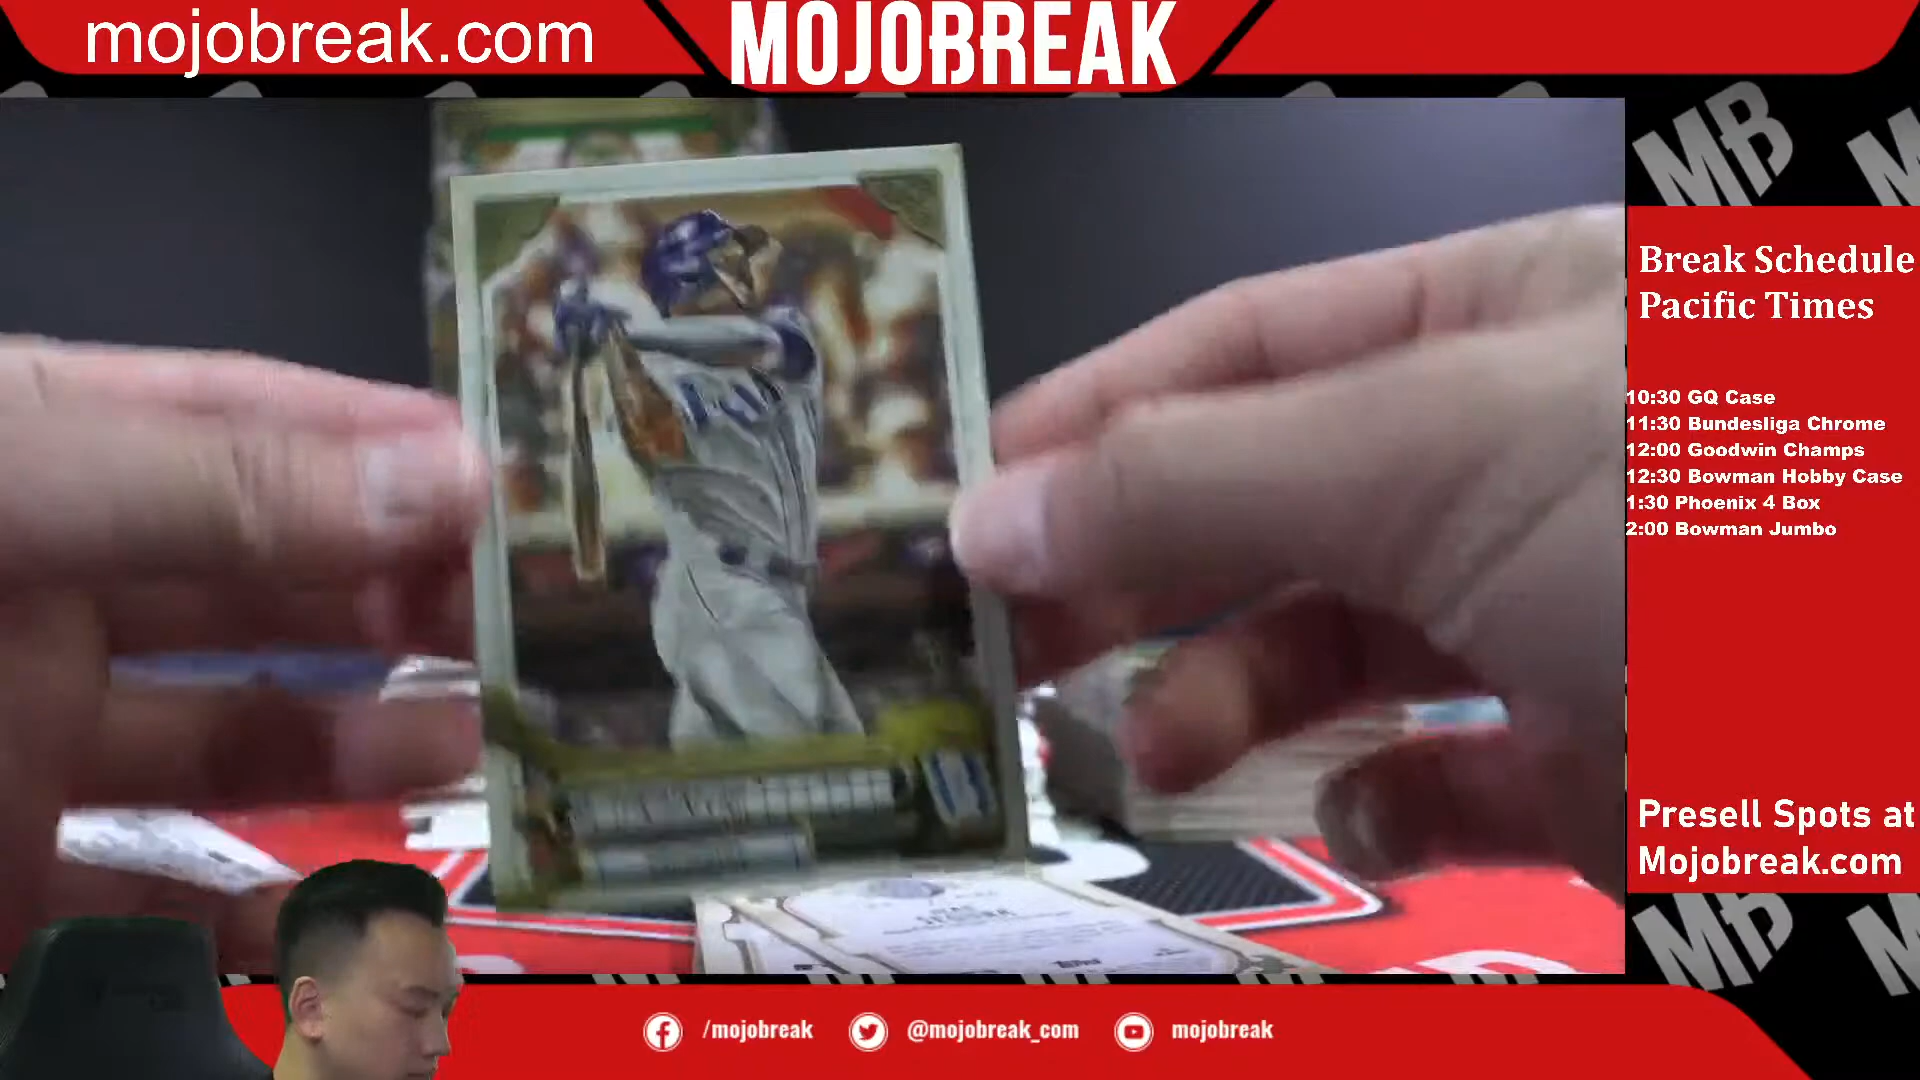 mojobreak.com
MOJOBREAK
MB
Break Schedule
Pacific Times
10:30 GQ Case
11:30 Bundesliga Chrome
12:00 Goodwin Champs
12:30 Bowman Hobby Case
1:30 Phoenix 4 Box
2:00 Bowman Jumbo
Presell Spots at
Mojobreak.com
MB
/mojobreak
@mojobreak_com
mojobreak